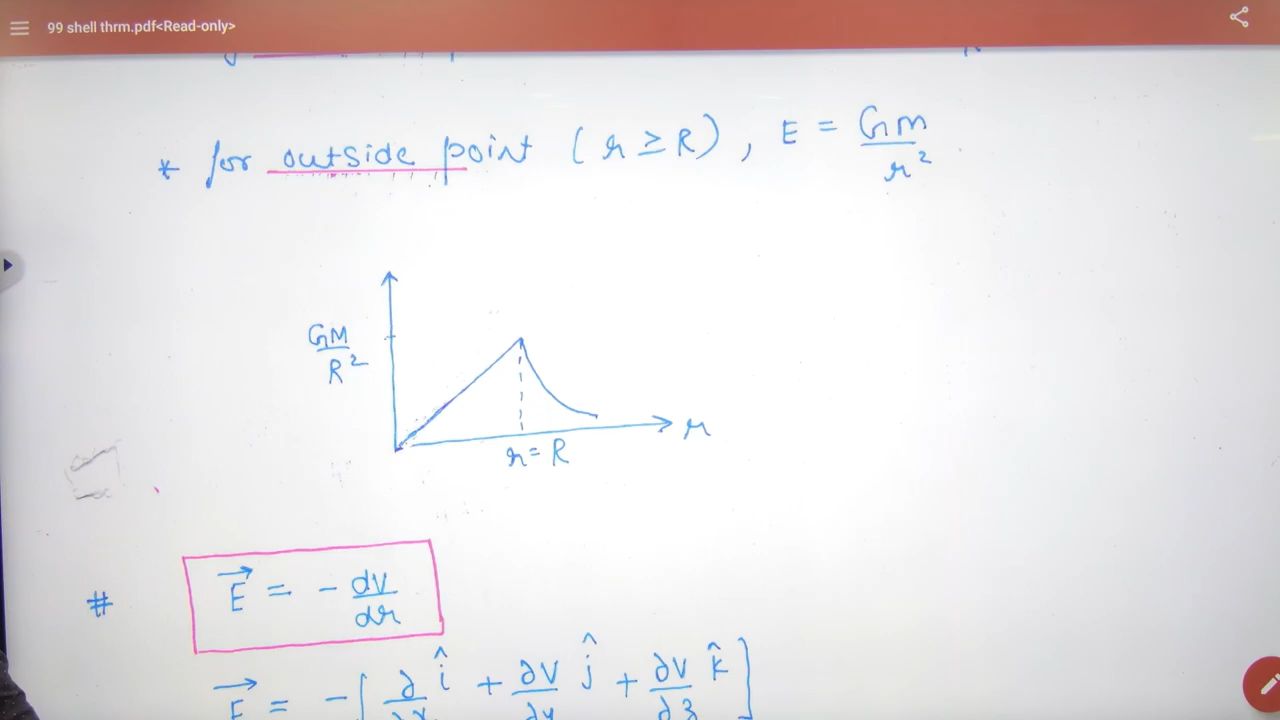 99 shell thrm.pdf<Read-only>
* for outside point (r ≥ R), E = GM/r²
GM/R²
r
r = R
# E⃗ = - dV/dr
E⃗ = -[ ∂/∂x î + ∂V/∂y ĵ + ∂V/∂z k̂ ]